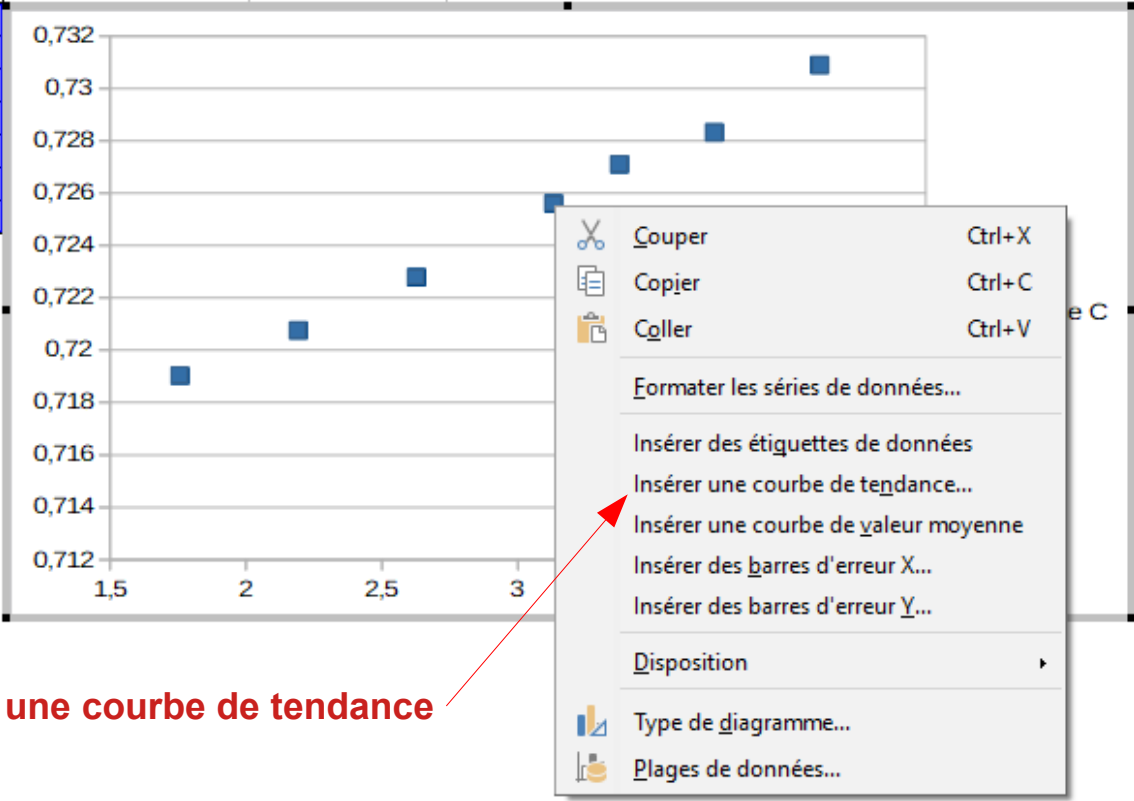 0,732
0,73
0,728
0,726
0,724
0,722
0,72
0,718
0,716
0,714
0,712
1,5 2 2,5 3
e C
Couper Ctrl+X
Copier Ctrl+C
Coller Ctrl+V
Formater les séries de données...
Insérer des étiquettes de données
Insérer une courbe de tendance...
Insérer une courbe de valeur moyenne
Insérer des barres d'erreur X...
Insérer des barres d'erreur Y...
Disposition
Type de diagramme...
Plages de données...
une courbe de tendance